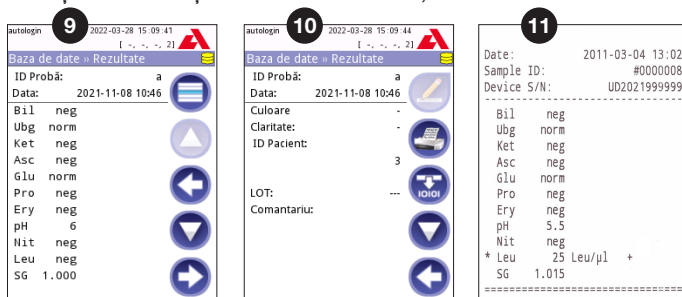 9
autologin 2022-03-28 15:09:41
[ -, -, -, 2]
Baza de date » Rezultate
ID Probă: a
Data: 2021-11-08 10:46
Bil neg
Ubg norm
Ket neg
Asc neg
Glu norm
Pro neg
Ery neg
pH 6
Nit neg
Leu neg
SG 1.000
10
autologin 2022-03-28 15:09:44
[ -, -, -, 2]
Baza de date » Rezultate
ID Probă: a
Data: 2021-11-08 10:46
Culoare -
Claritate: -
ID Pacient:
3
LOT: ---
Comantariu:
IOIOI
11
Date: 2011-03-04 13:02
Sample ID: #0000008
Device S/N: UD2021999999
Bil neg
Ubg norm
Ket neg
Asc neg
Glu norm
Pro neg
Ery neg
pH 5.5
Nit neg
* Leu 25 Leu/µl +
SG 1.015